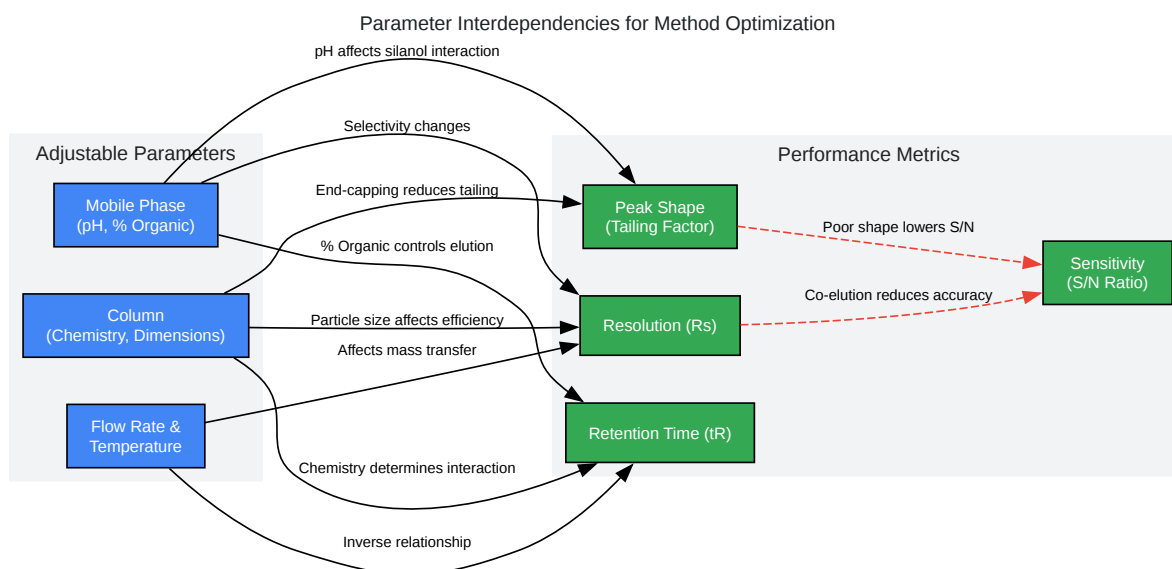 Parameter Interdependencies for Method Optimization
pH affects silanol interaction
Selectivity changes
Adjustable Parameters
Performance Metrics
End-capping reduces tailing
Mobile Phase
(pH, % Organic)
Peak Shape
(Tailing Factor)
Poor shape lowers S/N
% Organic controls elution
Sensitivity
(S/N Ratio)
Co-elution reduces accuracy
Column
(Chemistry, Dimensions)
Particle size affects efficiency
Resolution (Rs)
Affects mass transfer
Flow Rate &
Temperature
Retention Time (tR)
Chemistry determines interaction
Inverse relationship